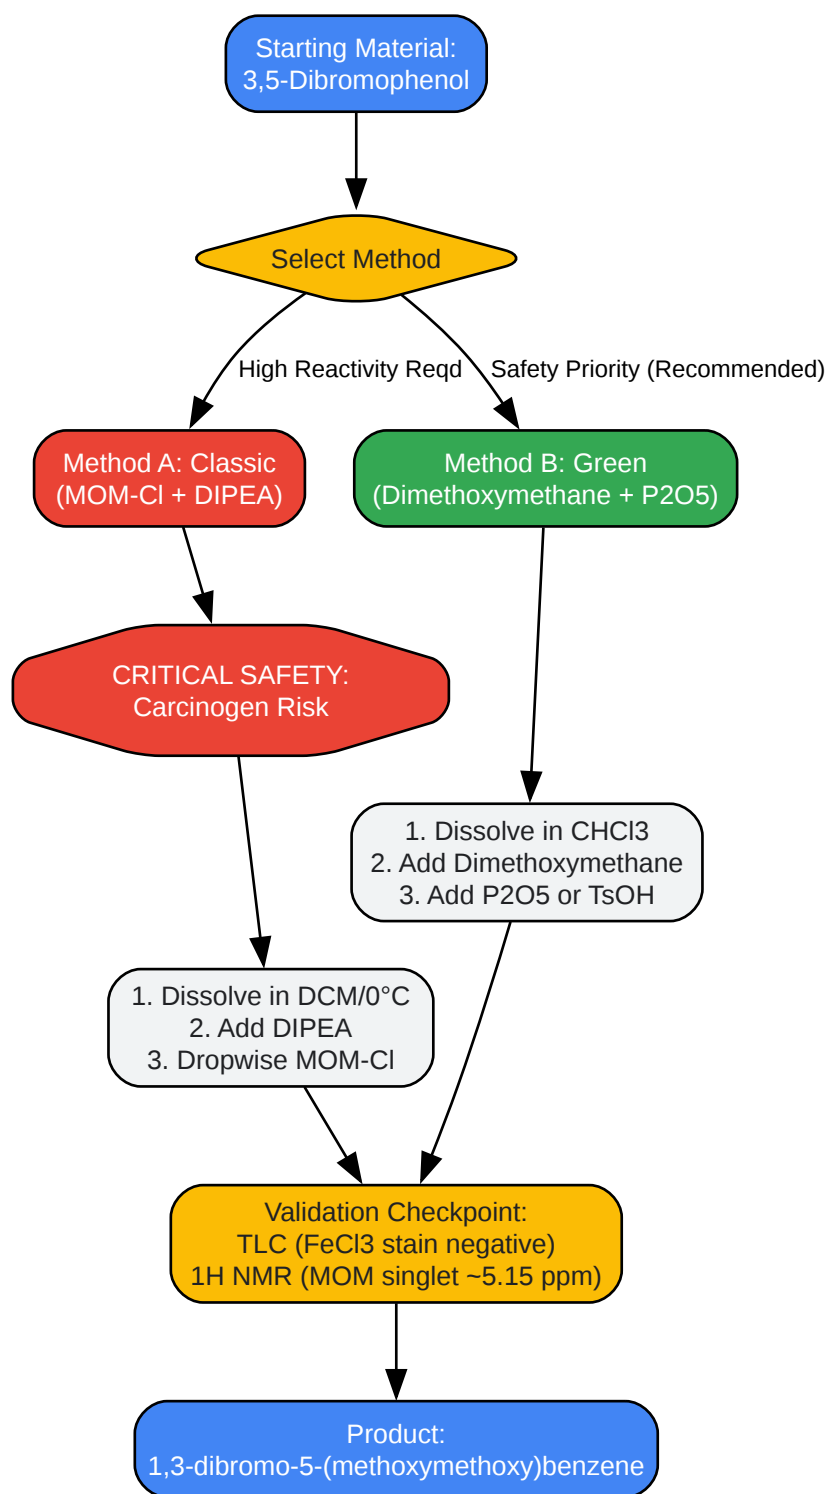 Starting Material:
3,5-Dibromophenol
Select Method
High Reactivity Reqd
Safety Priority (Recommended)
Method A: Classic
(MOM-Cl + DIPEA)
Method B: Green
(Dimethoxymethane + P2O5)
CRITICAL SAFETY:
Carcinogen Risk
1. Dissolve in CHCl3
2. Add Dimethoxymethane
3. Add P2O5 or TsOH
1. Dissolve in DCM/0°C
2. Add DIPEA
3. Dropwise MOM-Cl
Validation Checkpoint:
TLC (FeCl3 stain negative)
1H NMR (MOM singlet ~5.15 ppm)
Product:
1,3-dibromo-5-(methoxymethoxy)benzene